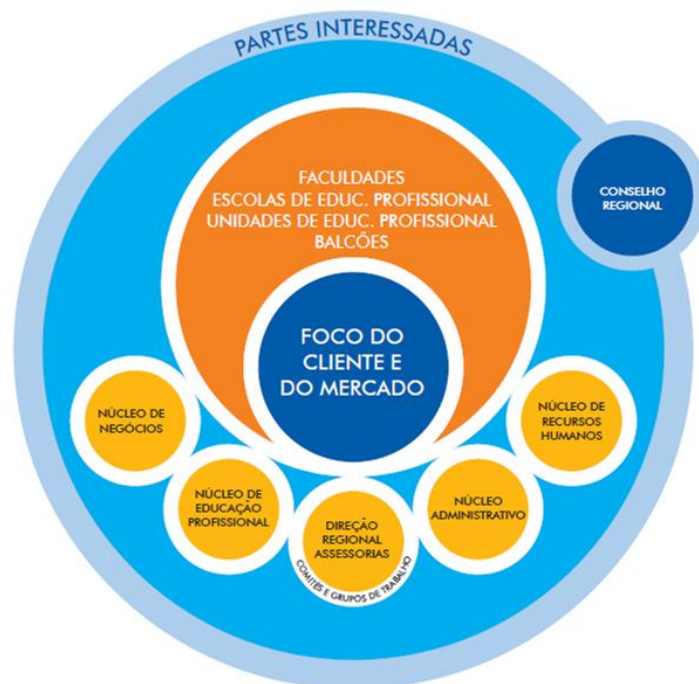 PARTES INTERESSADAS
CONSELHO
REGIONAL
FACULDADES
ESCOLAS DE EDUC. PROFISSIONAL
UNIDADES DE EDUC. PROFISSIONAL
BALCÕES
FOCO DO
CLIENTE E
DO MERCADO
NÚCLEO DE
NEGÓCIOS
NÚCLEO DE
EDUCAÇÃO
PROFISSIONAL
DIREÇÃO
REGIONAL
ASSESSORIAS
COMITÊS E GRUPOS DE TRABALHO
NÚCLEO
ADMINISTRATIVO
NÚCLEO DE
RECURSOS
HUMANOS